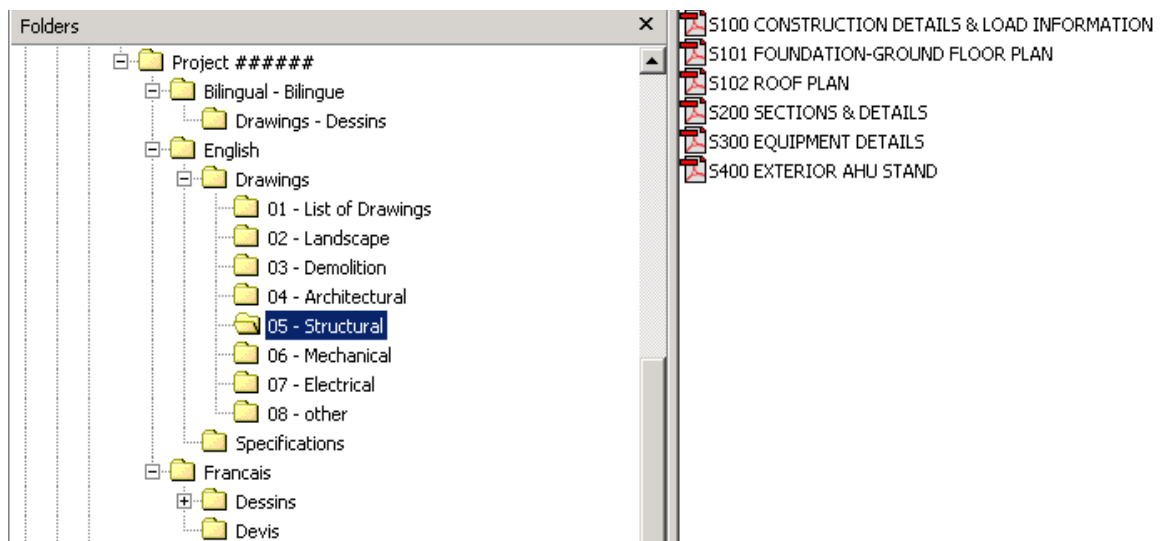 Folders
Project ######
Bilingual - Bilingue
Drawings - Dessins
English
Drawings
01 - List of Drawings
02 - Landscape
03 - Demolition
04 - Architectural
05 - Structural
06 - Mechanical
07 - Electrical
08 - other
Specifications
Francais
Dessins
Devis
S100 CONSTRUCTION DETAILS & LOAD INFORMATION
S101 FOUNDATION-GROUND FLOOR PLAN
S102 ROOF PLAN
S200 SECTIONS & DETAILS
S300 EQUIPMENT DETAILS
S400 EXTERIOR AHU STAND